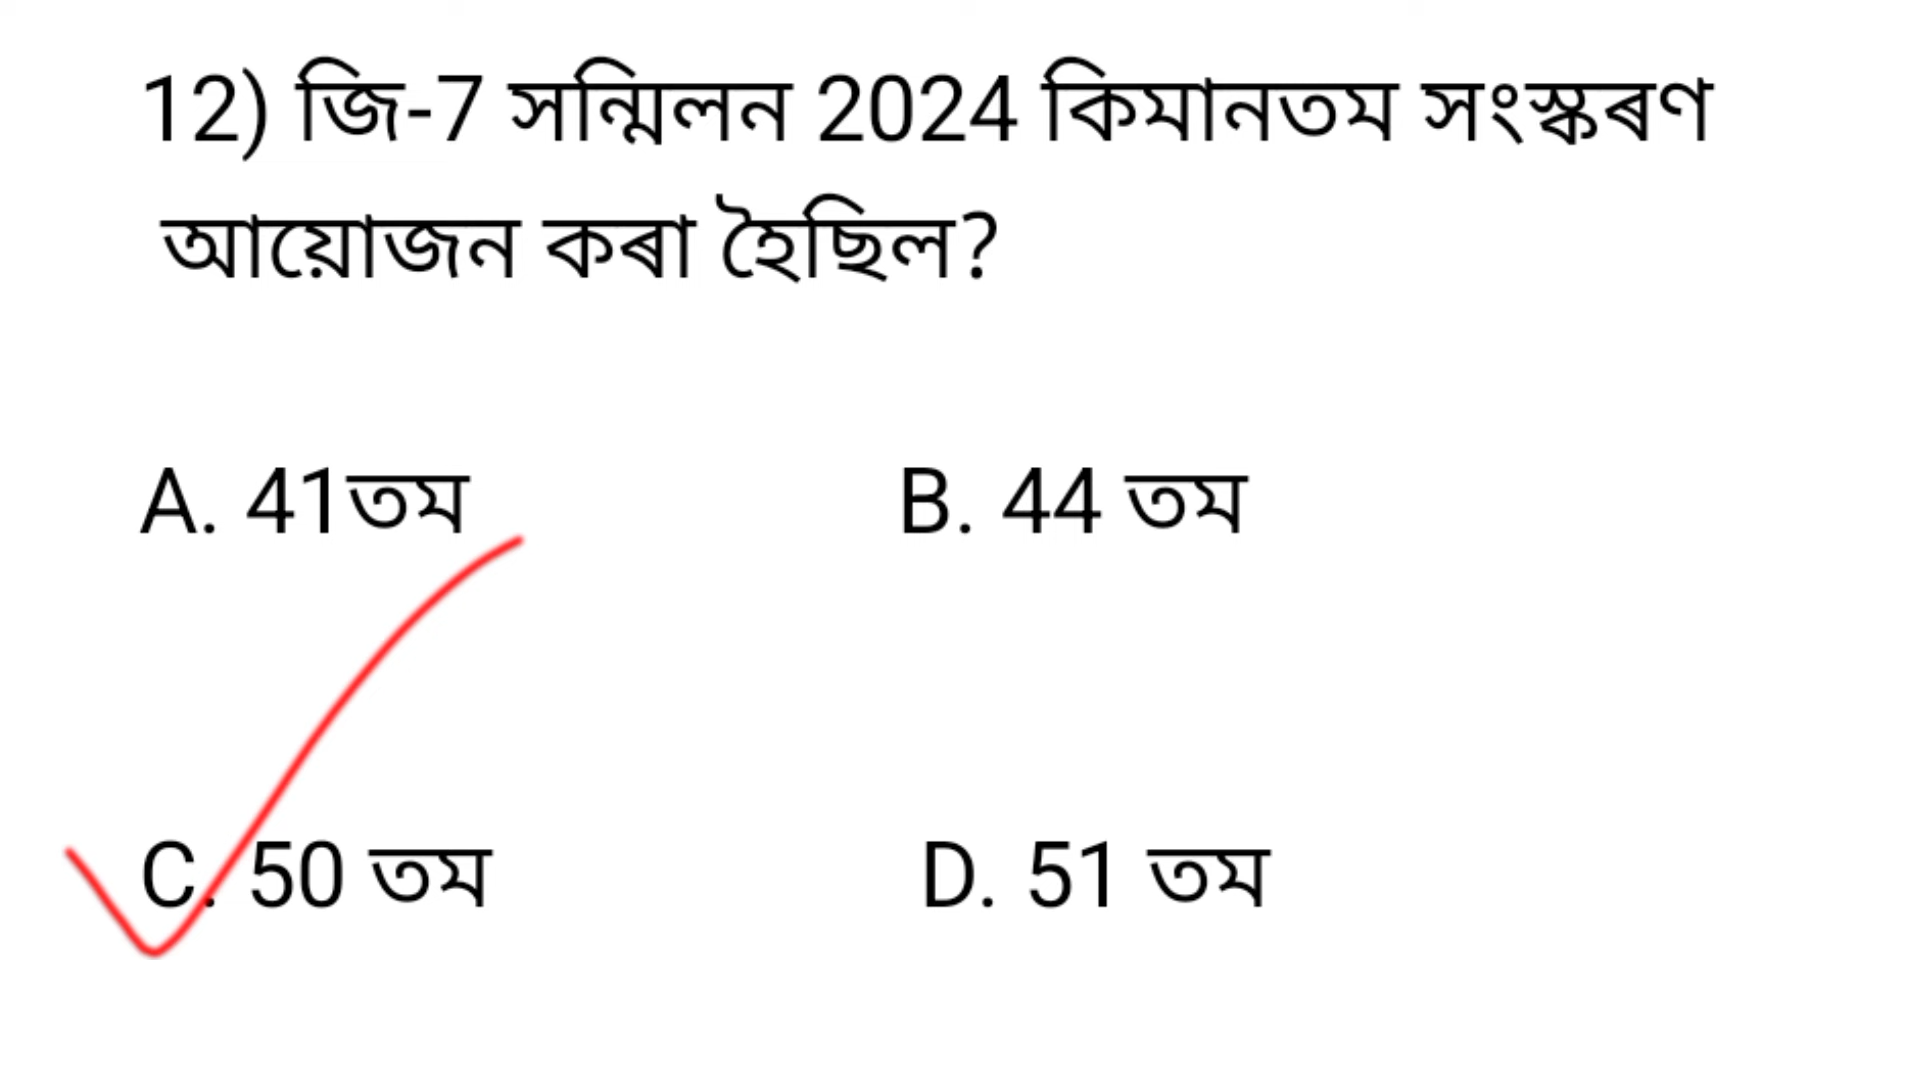 12) জি-7 সন্মিলন 2024 কিমানতম সংস্কৰণ
আয়োজন কৰা হৈছিল?
A. 41তম B. 44 তম
C. 50 তম D. 51 তম